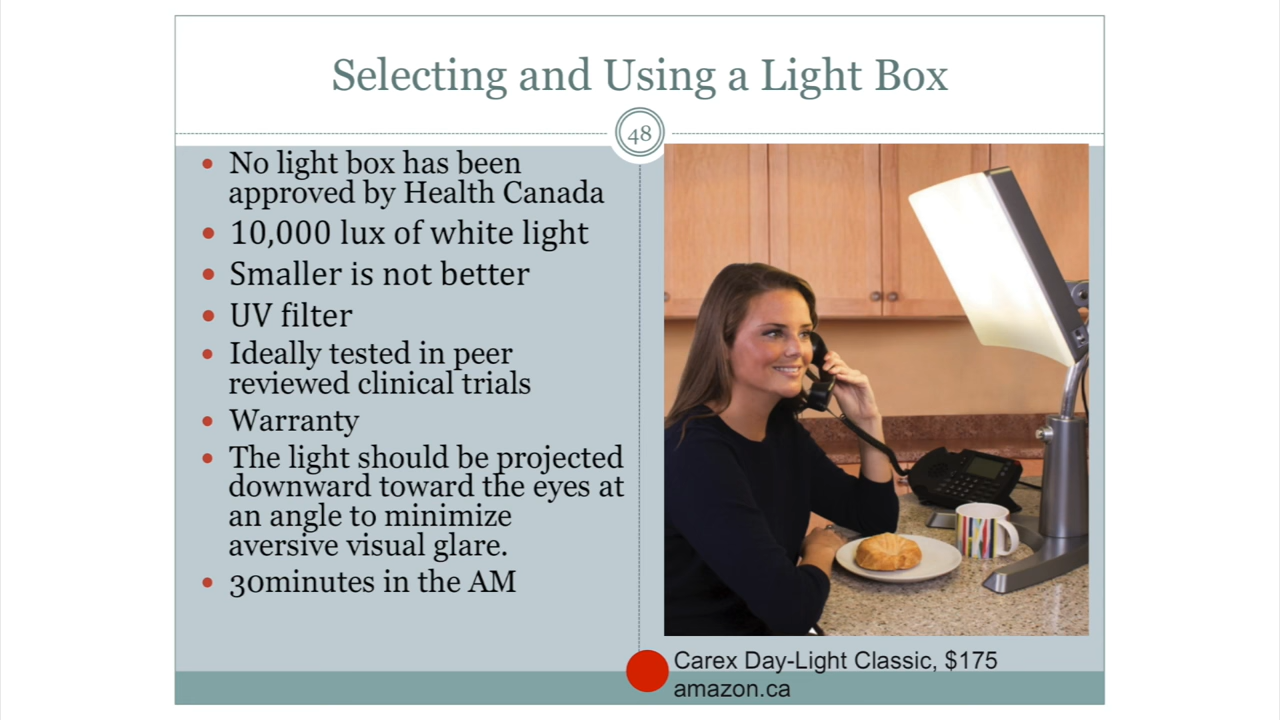 Selecting and Using a Light Box
48
No light box has been
approved by Health Canada
10,000 lux of white light
Smaller is not better
UV filter
Ideally tested in peer
reviewed clinical trials
Warranty
The light should be projected
downward toward the eyes at
an angle to minimize
aversive visual glare.
30minutes in the AM
Carex Day-Light Classic, $175
amazon.ca